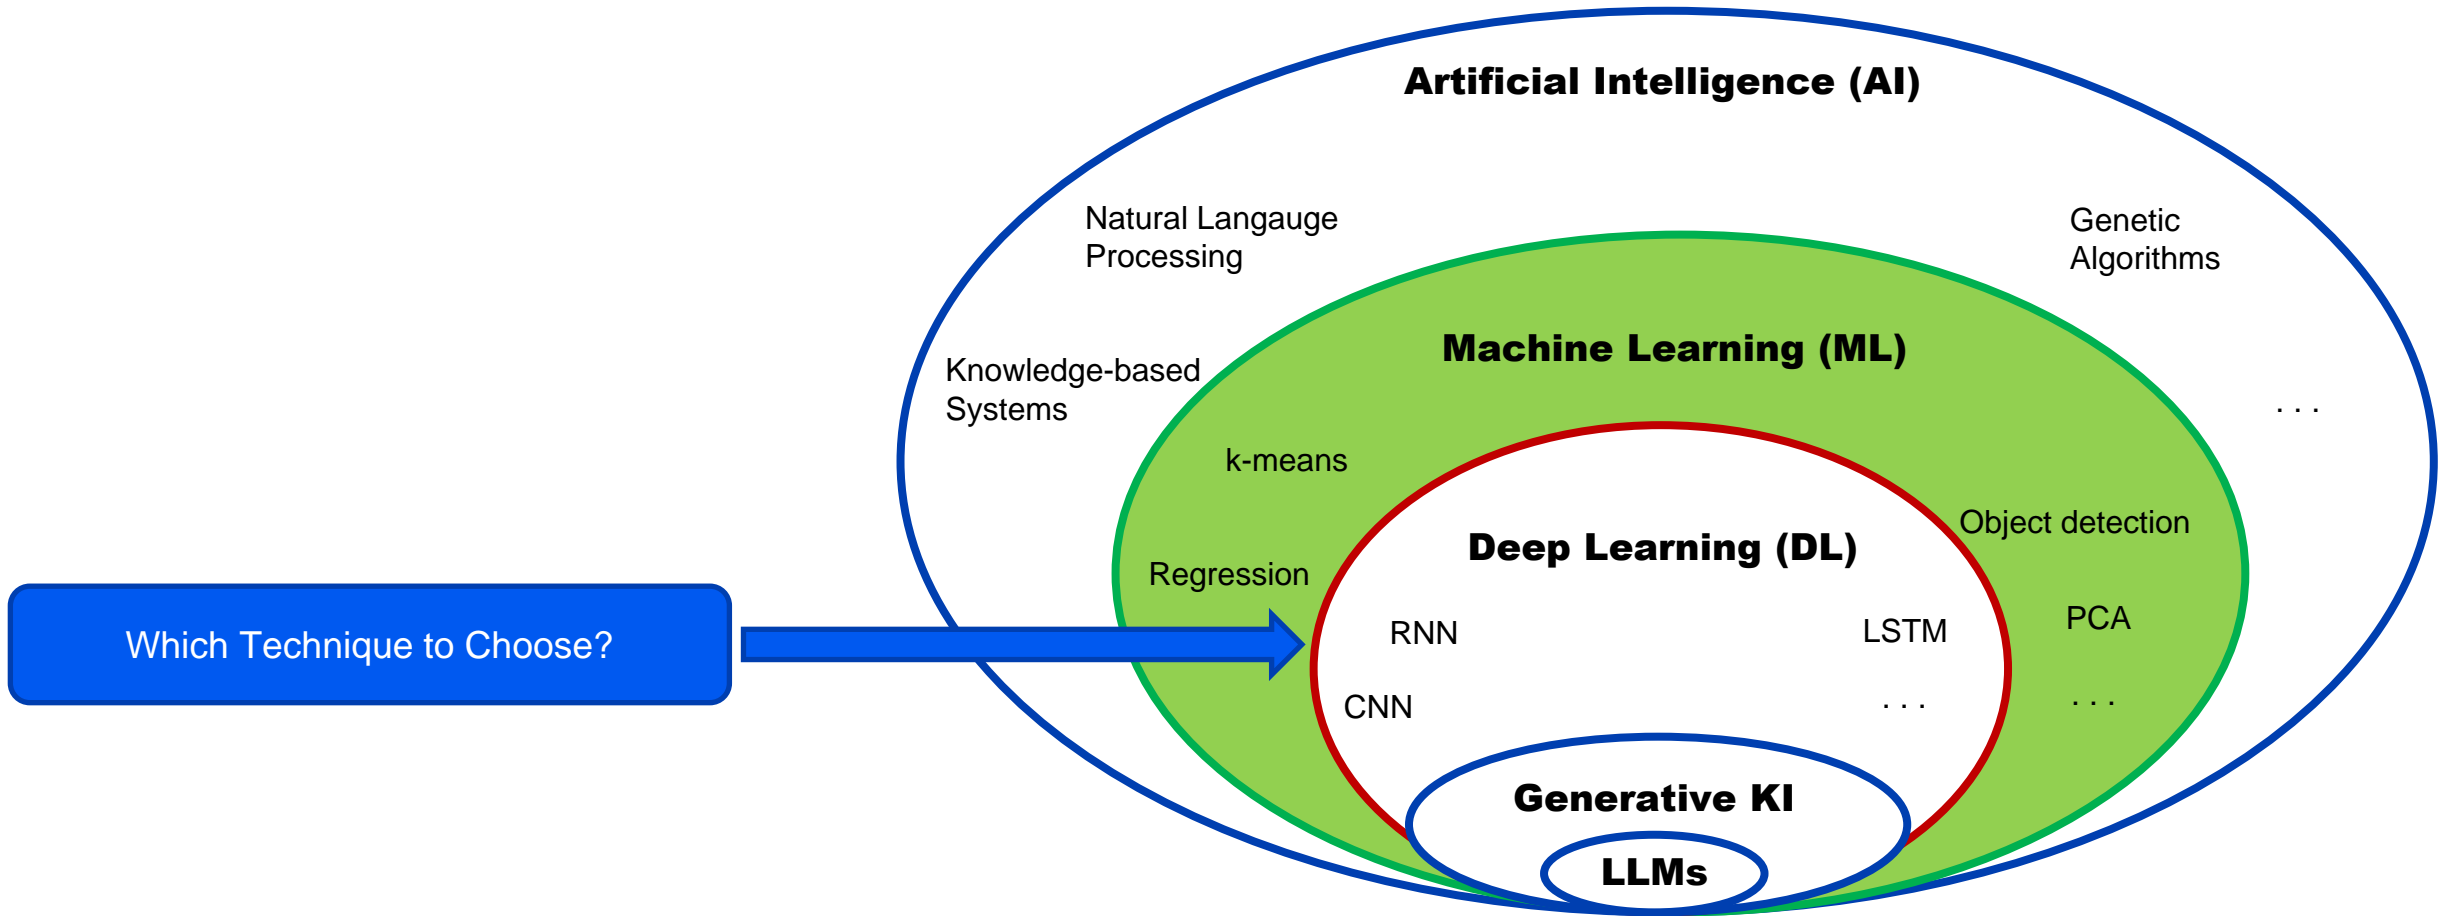 Artificial Intelligence (AI)
Natural Langauge
Processing
Genetic
Algorithms
Machine Learning (ML)
Knowledge-based
Systems
. . .
k-means
Object detection
Deep Learning (DL)
Regression
Which Technique to Choose?
RNN
LSTM
PCA
CNN
. . .
. . .
Generative KI
LLMs